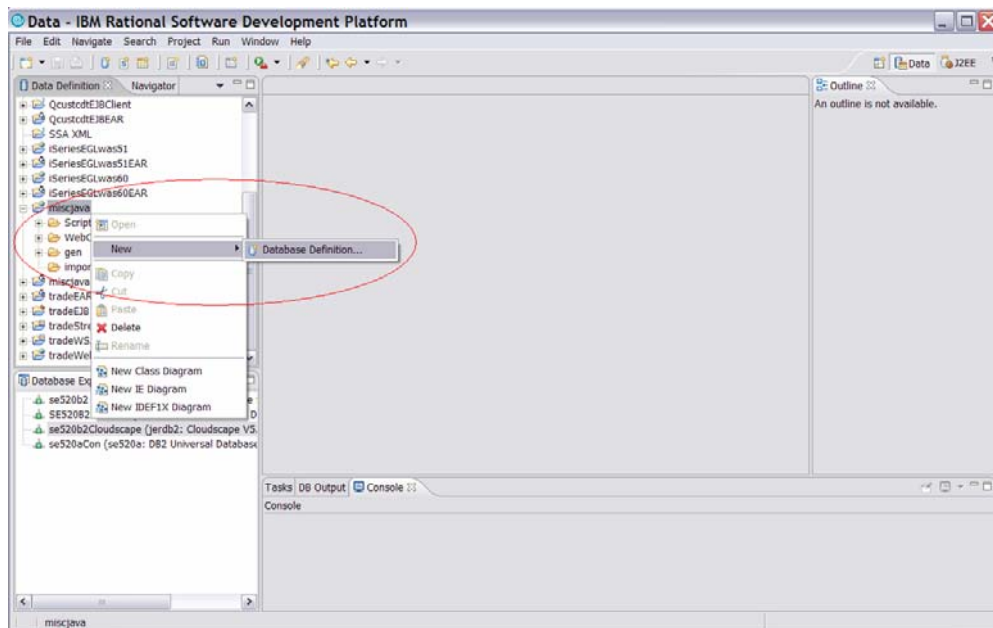 Data - IBM Rational Software Development Platform
File Edit Navigate Search Project Run Window Help
Data J2EE
Data Definition Navigator
Outline
QcustcdtEJBClient
An outline is not available.
QcustcdtEJBEAR
SSA XML
iSeriesEGLwas51
iSeriesEGLwas51EAR
iSeriesEGLwas60
iSeriesEGLwas60EAR
miscjava
Script
Open
WebC
New
Database Definition...
gen
impor
Copy
miscjava
Cut
tradeEAR
Paste
tradeEJB
Delete
tradeStre
Rename
tradeWS
tradeWel
New Class Diagram
Database Ex
New IE Diagram
se520b2
New IDEF1X Diagram
SE520B2
se520b2Cloudscape (jerdb2: Cloudscape V5.
se520aCon (se520a: DB2 Universal Database
Tasks DB Output Console
Console
miscjava